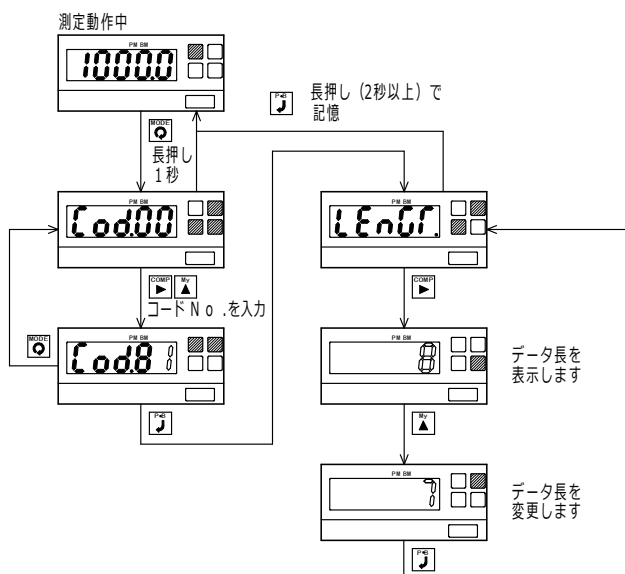 測定動作中
PM BM
1000.0
P•B
長押し（2秒以上）で
記憶
MODE
長押し
1秒
PM BM
Cod.00
PM BM
LEnGT.
COMP
My
コードNo.を入力
COMP
MODE
PM BM
Cod.81
PM BM
8
データ長を
表示します
P•B
My
PM BM
7
データ長を
変更します
P•B